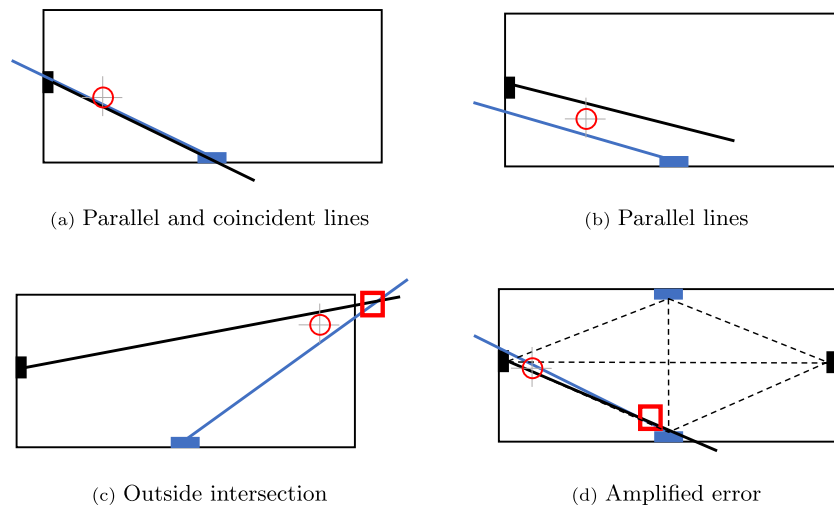 (a) Parallel and coincident lines
(b) Parallel lines
(c) Outside intersection
(d) Amplified error